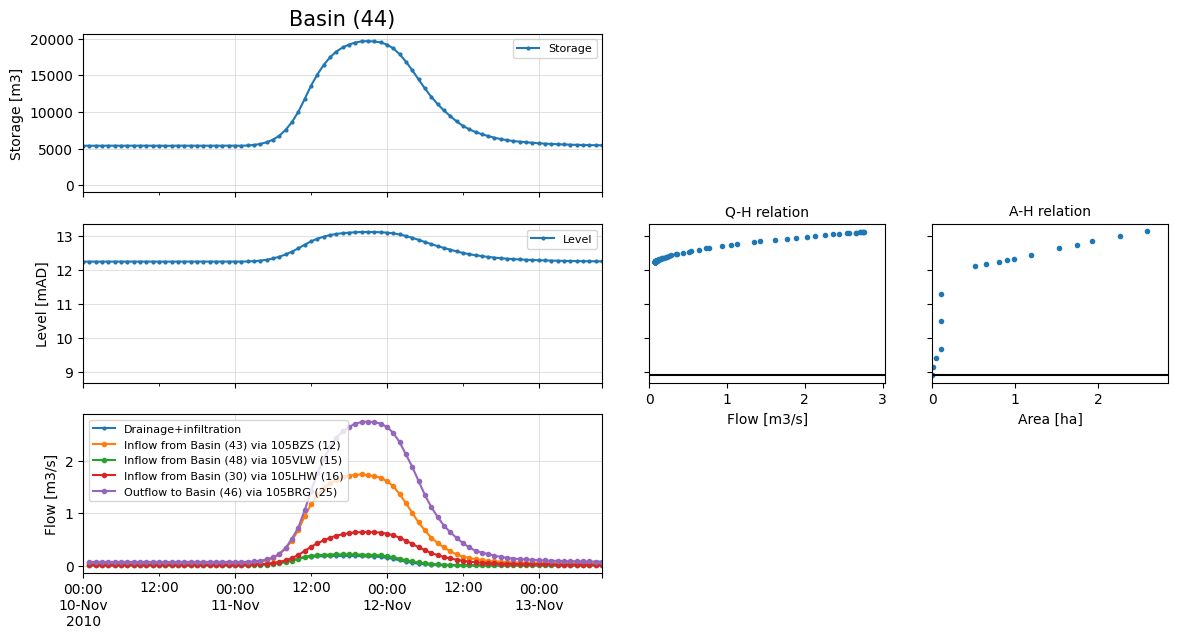 Basin (44)
Storage [m3]
20000
15000
10000
5000
0
Storage
Level [mAD]
13
12
11
10
9
Level
Q-H relation
0
1
2
3
Flow [m3/s]
A-H relation
0
1
2
Area [ha]
Flow [m3/s]
2
1
0
Drainage+infiltration
Inflow from Basin (43) via 105BZS (12)
Inflow from Basin (48) via 105VLW (15)
Inflow from Basin (30) via 105LHW (16)
Outflow to Basin (46) via 105BRG (25)
00:00 12:00 00:00 12:00 00:00 12:00 00:00
10-Nov 11-Nov 12-Nov 13-Nov
2010